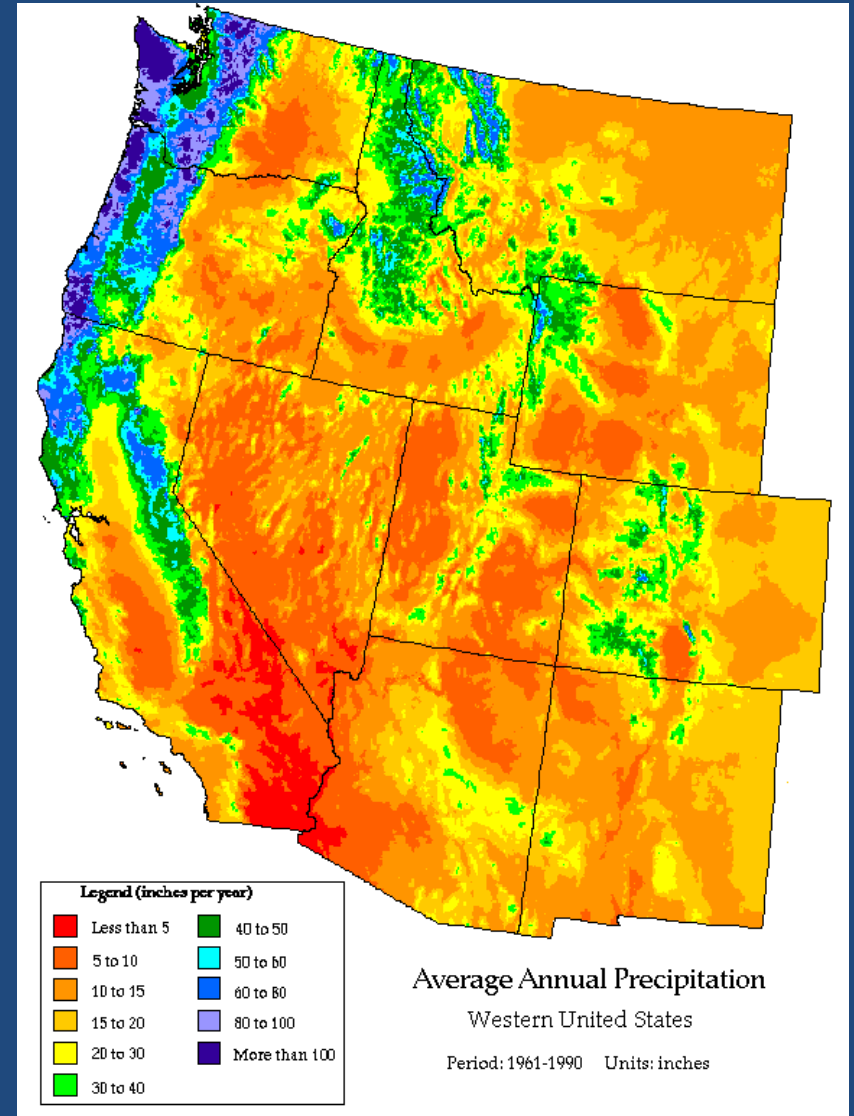 Legend (inches per year)
Less than 5
5 to 10
10 to 15
15 to 20
20 to 30
30 to 40
40 to 50
50 to 60
60 to 80
80 to 100
More than 100
Average Annual Precipitation
Western United States
Period: 1961-1990 Units: inches